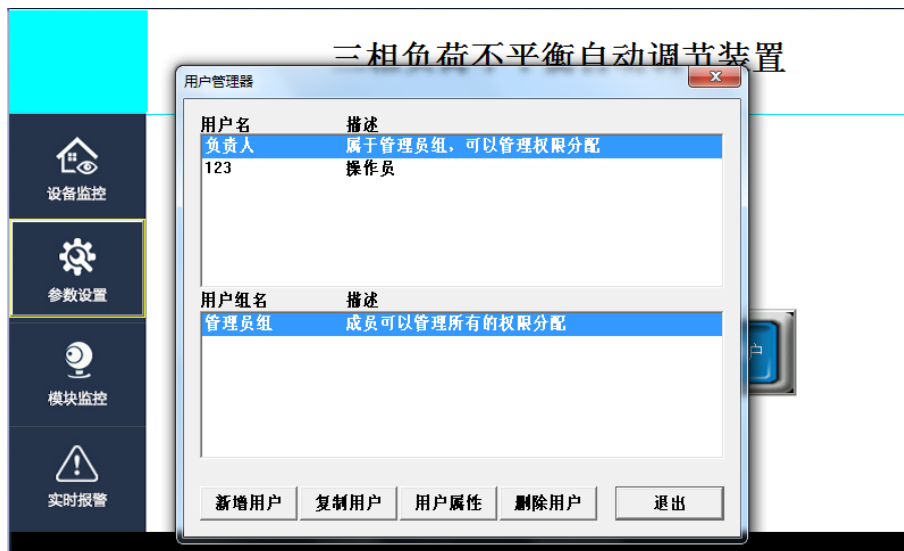 三相负荷不平衡自动调节装置
用户管理器
用户名 描述
负责人 属于管理员组，可以管理权限分配
123 操作员
用户组名 描述
管理员组 成员可以管理所有的权限分配
新增用户 复制用户 用户属性 删除用户 退出
设备监控
参数设置
模块监控
实时报警
户